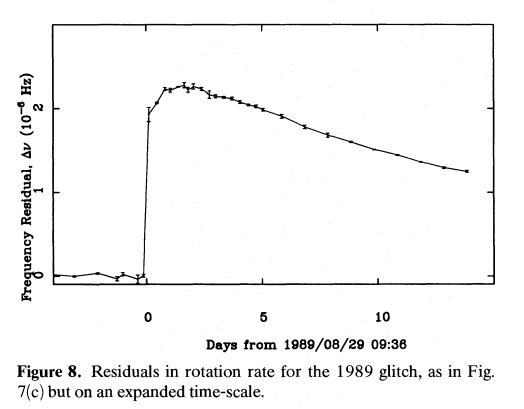 Frequency Residual, Δν (10⁻⁶ Hz)
2
1
0
0 5 10
Days from 1989/08/29 09:36
Figure 8. Residuals in rotation rate for the 1989 glitch, as in Fig.
7(c) but on an expanded time-scale.